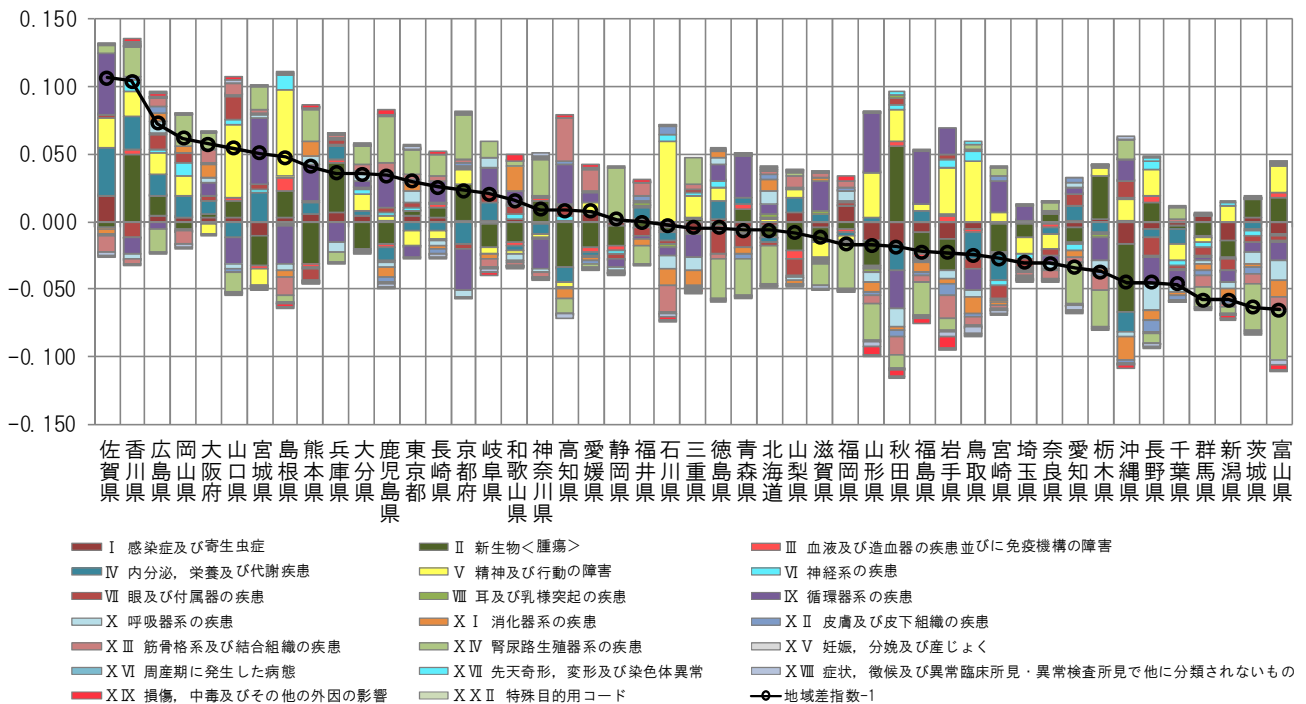 0.150
0.100
0.050
0.000
-0.050
-0.100
-0.150
佐賀県 香川県 広島県 岡山県 大阪府 山口県 宮城県 島根県 熊本県 兵庫県 大分県 鹿児島県 東京都 長崎県 京都府 岐阜県 和歌山県 神奈川県 高知県 愛媛県 静岡県 福井県 石川県 三重県 徳島県 青森県 北海道 山梨県 滋賀県 福岡県 山形県 秋田県 福島県 岩手県 鳥取県 宮崎県 埼玉県 奈良県 愛知県 栃木県 沖縄県 長野県 千葉県 群馬県 新潟県 茨城県 富山県
Ⅰ 感染症及び寄生虫症
Ⅱ 新生物<腫瘍>
Ⅲ 血液及び造血器の疾患並びに免疫機構の障害
Ⅳ 内分泌, 栄養及び代謝疾患
Ⅴ 精神及び行動の障害
Ⅵ 神経系の疾患
Ⅶ 眼及び付属器の疾患
Ⅷ 耳及び乳様突起の疾患
Ⅸ 循環器系の疾患
Ⅹ 呼吸器系の疾患
ⅩⅠ 消化器系の疾患
ⅩⅡ 皮膚及び皮下組織の疾患
ⅩⅢ 筋骨格系及び結合組織の疾患
ⅩⅣ 腎尿路生殖器系の疾患
ⅩⅤ 妊娠, 分娩及び産じょく
ⅩⅥ 周産期に発生した病態
ⅩⅦ 先天奇形, 変形及び染色体異常
ⅩⅧ 症状, 徴候及び異常臨床所見・異常検査所見で他に分類されないもの
ⅩⅨ 損傷, 中毒及びその他の外因の影響
ⅩⅩⅡ 特殊目的用コード
地域差指数-1